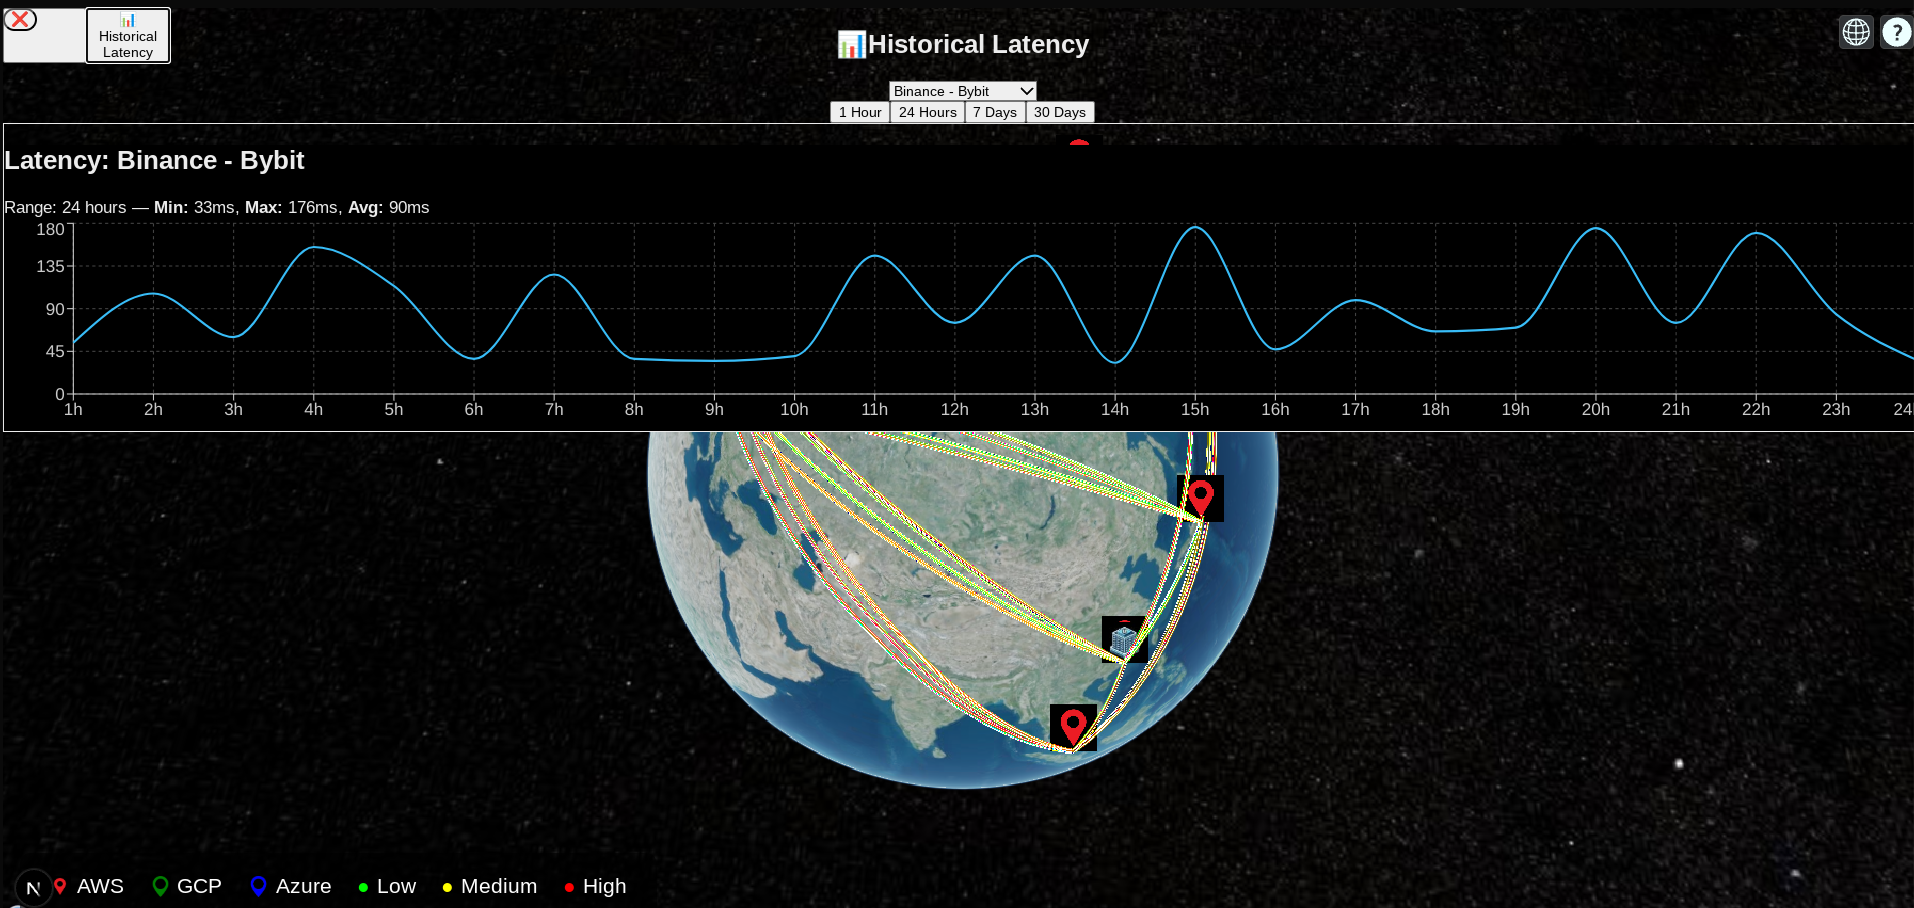 ❌
📊
Historical
Latency
📊Historical Latency
?
Binance - Bybit
1 Hour 24 Hours 7 Days 30 Days
Latency: Binance - Bybit
Range: 24 hours — Min: 33ms, Max: 176ms, Avg: 90ms
180
135
90
45
0
1h 2h 3h 4h 5h 6h 7h 8h 9h 10h 11h 12h 13h 14h 15h 16h 17h 18h 19h 20h 21h 22h 23h 24h
N AWS GCP Azure Low Medium High